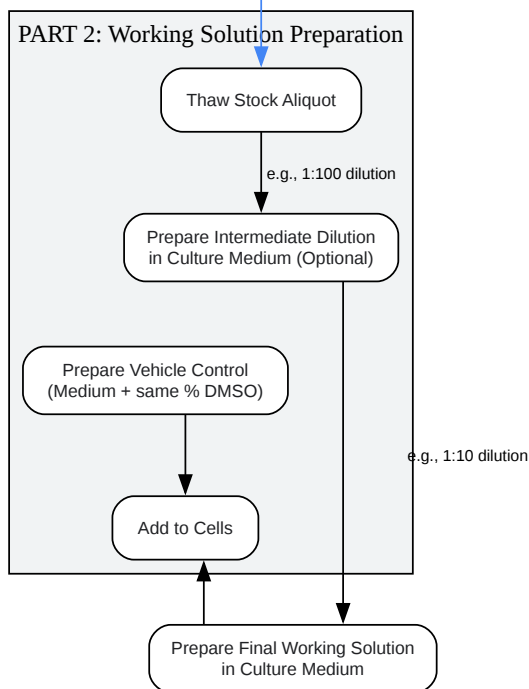 PART 2: Working Solution Preparation
Thaw Stock Aliquot
e.g., 1:100 dilution
Prepare Intermediate Dilution
in Culture Medium (Optional)
Prepare Vehicle Control
(Medium + same % DMSO)
e.g., 1:10 dilution
Add to Cells
Prepare Final Working Solution
in Culture Medium